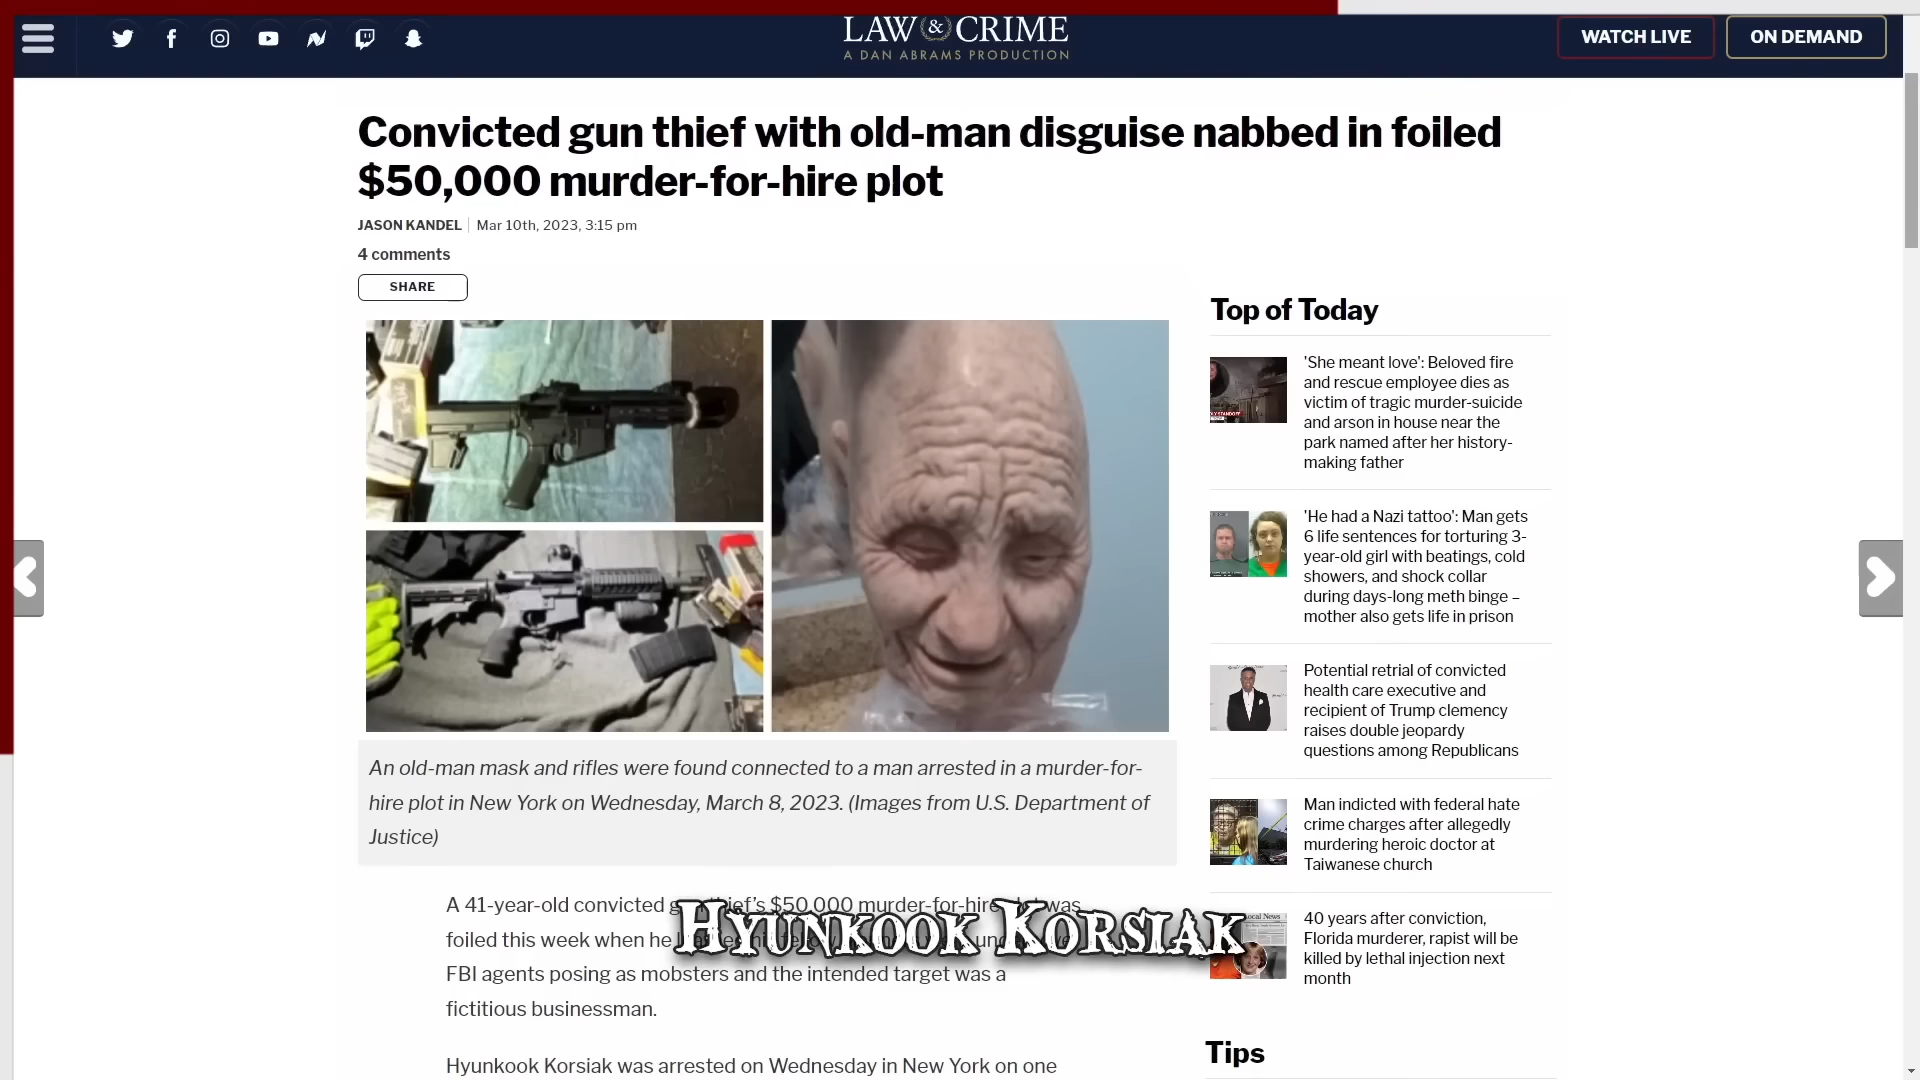 LAW & CRIME
A DAN ABRAMS PRODUCTION
WATCH LIVE
ON DEMAND
Convicted gun thief with old-man disguise nabbed in foiled
$50,000 murder-for-hire plot
JASON KANDEL | Mar 10th, 2023, 3:15 pm
4 comments
SHARE
An old-man mask and rifles were found connected to a man arrested in a murder-for-
hire plot in New York on Wednesday, March 8, 2023. (Images from U.S. Department of
Justice)
A 41-year-old convicted $50,000 murder-for-hire was
foiled this week when he
FBI agents posing as mobsters and the intended target was a
fictitious businessman.
Hyunkook Korsiak was arrested on Wednesday in New York on one
HYUNKOOK KORSIAK
Top of Today
'She meant love': Beloved fire
and rescue employee dies as
victim of tragic murder-suicide
and arson in house near the
park named after her history-
making father
'He had a Nazi tattoo': Man gets
6 life sentences for torturing 3-
year-old girl with beatings, cold
showers, and shock collar
during days-long meth binge –
mother also gets life in prison
Potential retrial of convicted
health care executive and
recipient of Trump clemency
raises double jeopardy
questions among Republicans
Man indicted with federal hate
crime charges after allegedly
murdering heroic doctor at
Taiwanese church
Local News
40 years after conviction,
Florida murderer, rapist will be
killed by lethal injection next
month
Tips